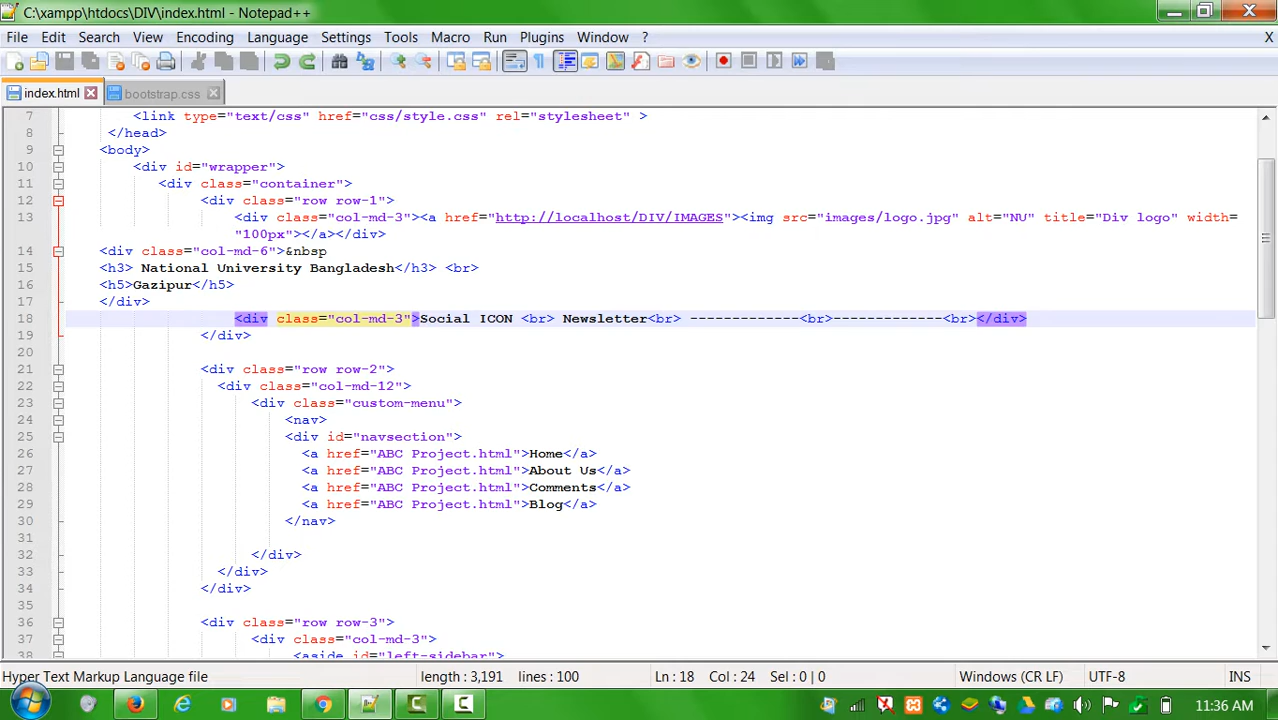 C:\xampp\htdocs\DIV\index.html - Notepad++
File Edit Search View Encoding Language Settings Tools Macro Run Plugins Window ? X
index.html bootstrap.css
7 <link type="text/css" href="css/style.css" rel="stylesheet" >
8 </head>
9 <body>
10 <div id="wrapper">
11 <div class="container">
12 <div class="row row-1">
13 <div class="col-md-3"><a href="http://localhost/DIV/IMAGES"><img src="images/logo.jpg" alt="NU" title="Div logo" width=
"100px"></a></div>
14 <div class="col-md-6">&nbsp
15 <h3> National University Bangladesh</h3> <br>
16 <h5>Gazipur</h5>
17 </div>
18 <div class="col-md-3">Social ICON <br> Newsletter<br> -------------<br>-------------<br></div>
19 </div>
20
21 <div class="row row-2">
22 <div class="col-md-12">
23 <div class="custom-menu">
24 <nav>
25 <div id="navsection">
26 <a href="ABC Project.html">Home</a>
27 <a href="ABC Project.html">About Us</a>
28 <a href="ABC Project.html">Comments</a>
29 <a href="ABC Project.html">Blog</a>
30 </nav>
31
32 </div>
33 </div>
34 </div>
35
36 <div class="row row-3">
37 <div class="col-md-3">
38 <aside id="left-sidebar">
Hyper Text Markup Language file length : 3,191 lines : 100 Ln : 18 Col : 24 Sel : 0 | 0 Windows (CR LF) UTF-8 INS
11:36 AM